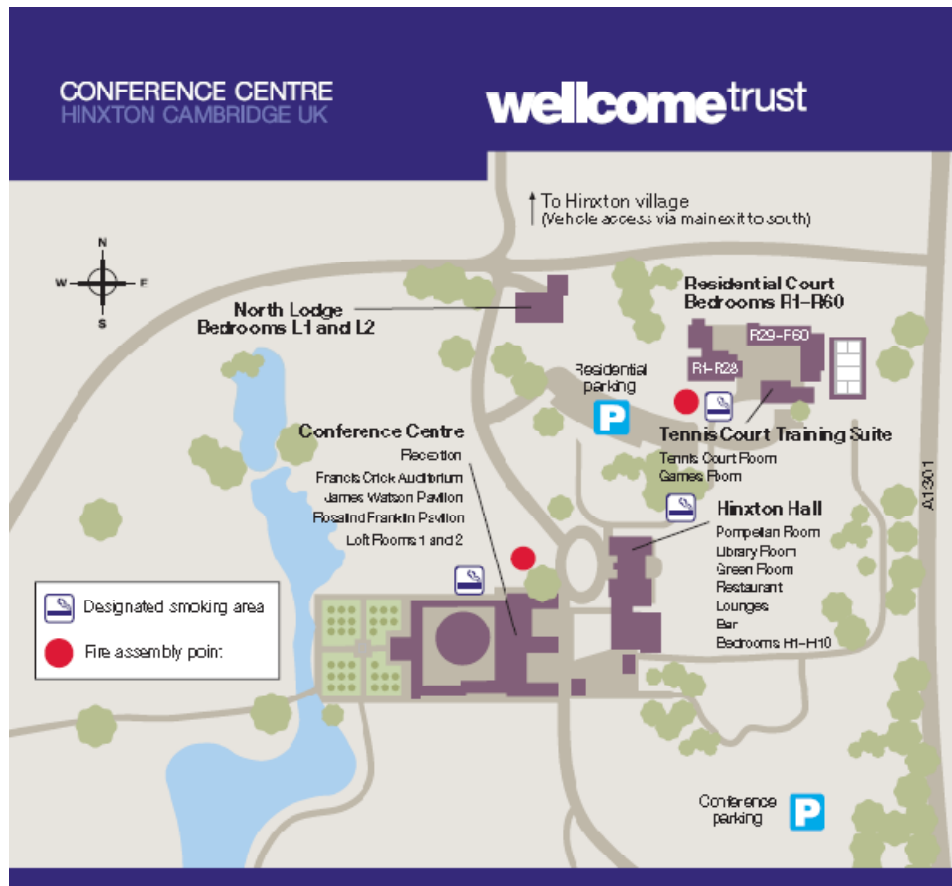 CONFERENCE CENTRE
HINXTON CAMBRIDGE UK
wellcometrust
To Hinxton village
(Vehicle access via main exit to south)
N
W
E
S
North Lodge
Bedrooms L1 and L2
Residential Court
Bedrooms R1–R60
R29–R60
R1–R28
Residential
parking
P
Tennis Court Training Suite
Tennis Court Room
Games Room
A1301
Conference Centre
Reception
Francis Crick Auditorium
James Watson Pavilion
Rosalind Franklin Pavilion
Loft Rooms 1 and 2
Hinxton Hall
Pompeian Room
Library Room
Green Room
Restaurant
Lounges
Bar
Bedrooms H1–H10
Designated smoking area
Fire assembly point
Conference
parking
P